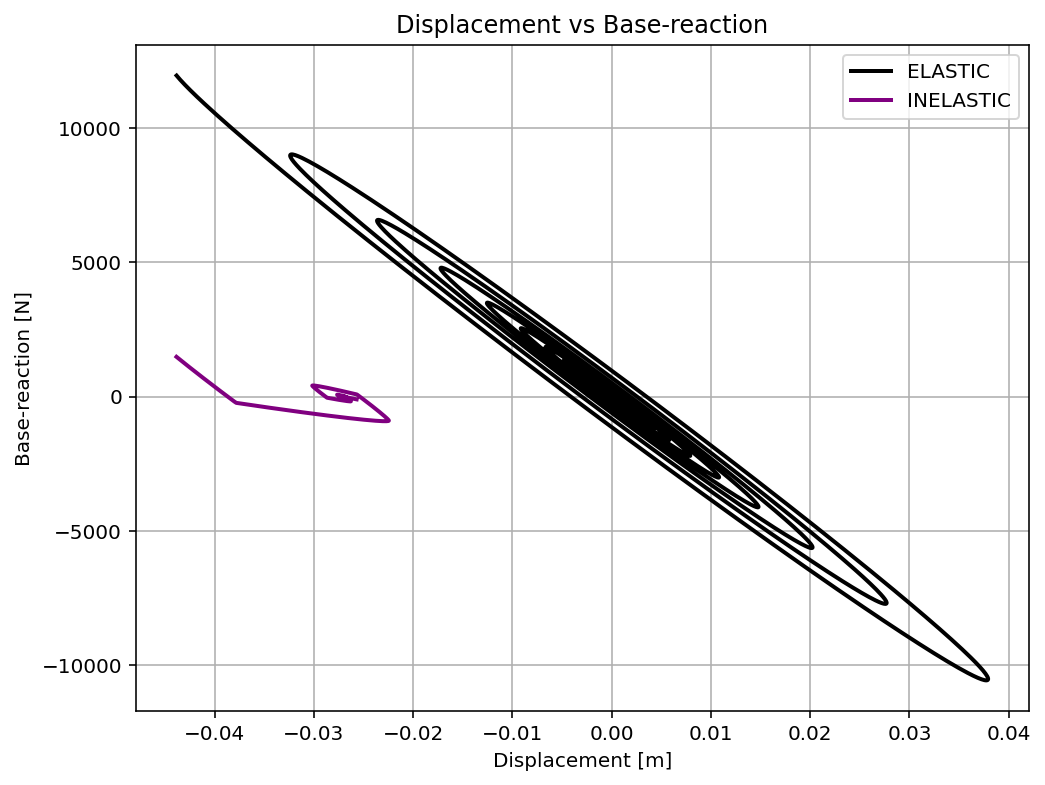 Displacement vs Base-reaction
ELASTIC
INELASTIC
Base-reaction [N]
10000
5000
0
−5000
−10000
−0.04 −0.03 −0.02 −0.01 0.00 0.01 0.02 0.03 0.04
Displacement [m]